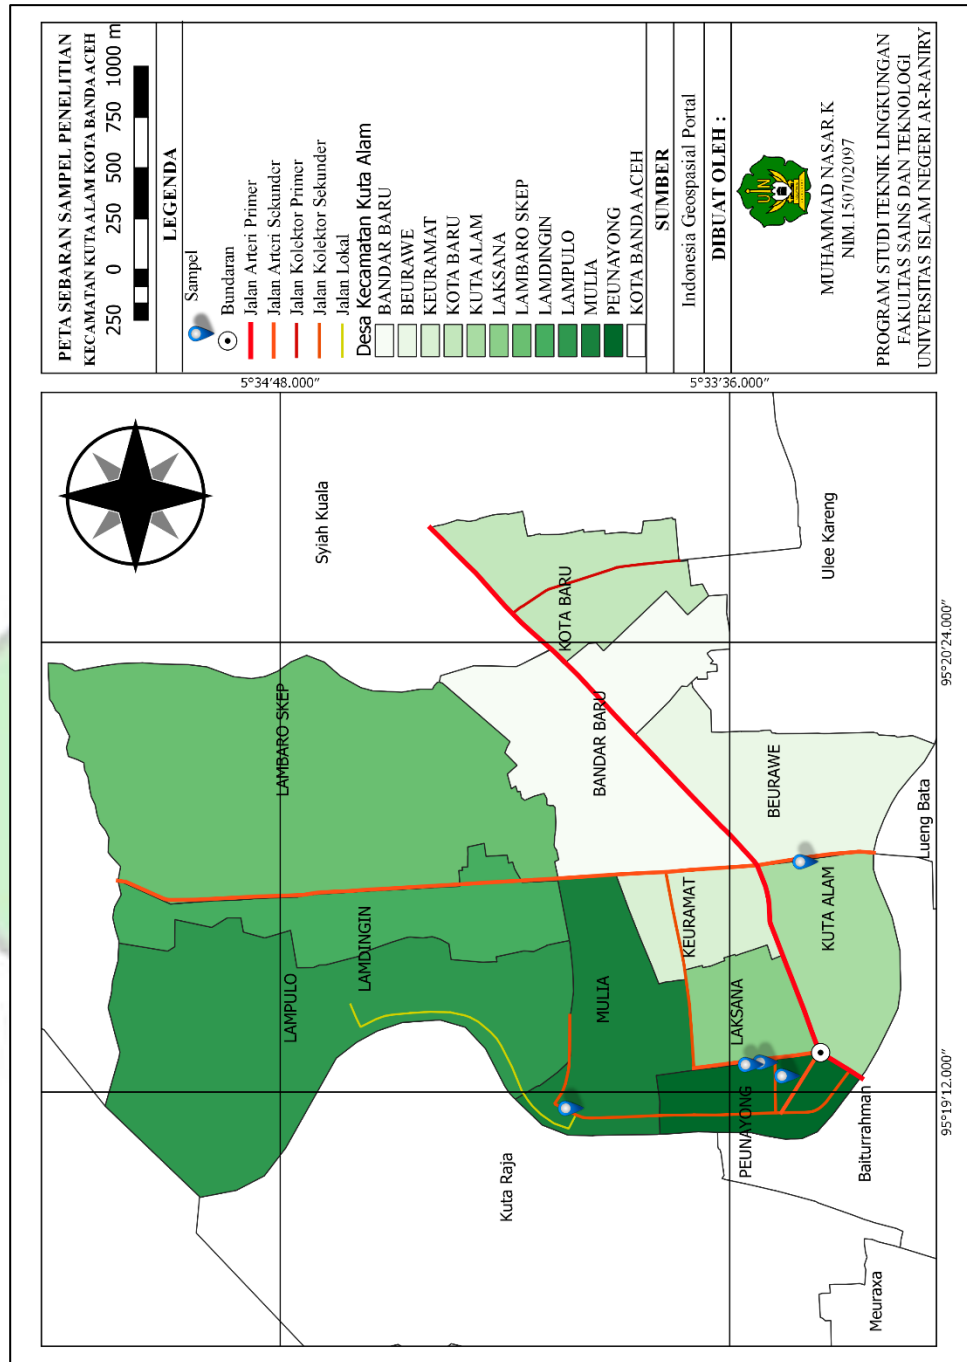 PETA SEBARAN SAMPEL PENELITIAN
KECAMATAN KUTA ALAM KOTA BANDA ACEH
250 0 250 500 750 1000 m
LEGENDA
Sampel
Bundaran
Jalan Arteri Primer
Jalan Arteri Sekunder
Jalan Kolektor Primer
Jalan Kolektor Sekunder
Jalan Lokal
Desa Kecamatan Kuta Alam
BANDAR BARU
BEURAWE
KEURAMAT
KOTA BARU
KUTA ALAM
LAKSANA
LAMBARO SKEP
LAMDINGIN
LAMPULO
MULIA
PEUNAYONG
KOTA BANDA ACEH
SUMBER
Indonesia Geospasial Portal
DIBUAT OLEH :
UIN
MUHAMMAD NASAR.K
NIM.150702097
PROGRAM STUDI TEKNIK LINGKUNGAN
FAKULTAS SAINS DAN TEKNOLOGI
UNIVERSITAS ISLAM NEGERI AR-RANIRY
5°34'48.000"
5°33'36.000"
Syiah Kuala
LAMBARO SKEP
KOTA BARU
Ulee Kareng
BANDAR BARU
BEURAWE
Lueng Bata
LAMDINGIN
LAMPULO
KEURAMAT
KUTA ALAM
MULIA
LAKSANA
PEUNAYONG
Baiturrahman
Kuta Raja
Meuraxa
95°19'12.000"
95°20'24.000"